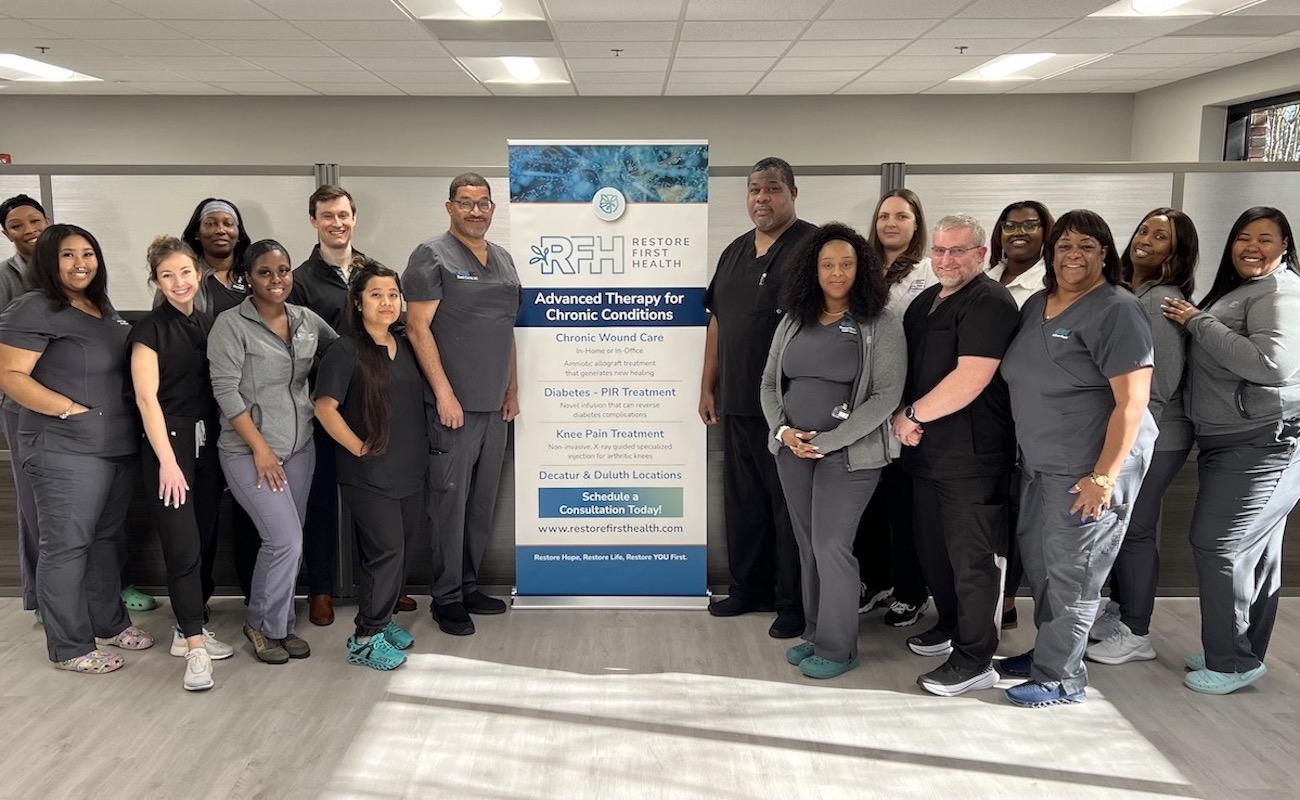 RFH
RESTORE
FIRST
HEALTH
Advanced Therapy for
Chronic Conditions
Chronic Wound Care
In-Home or In-Office
Amniotic allograft treatment
that generates new healing
Diabetes - PIR Treatment
Novel infusion that can reverse
diabetes complications
Knee Pain Treatment
Non-invasive, X-ray guided specialized
injection for arthritic knees
Decatur & Duluth Locations
Schedule a
Consultation Today!
www.restorefirsthealth.com
Restore Hope, Restore Life, Restore YOU First.